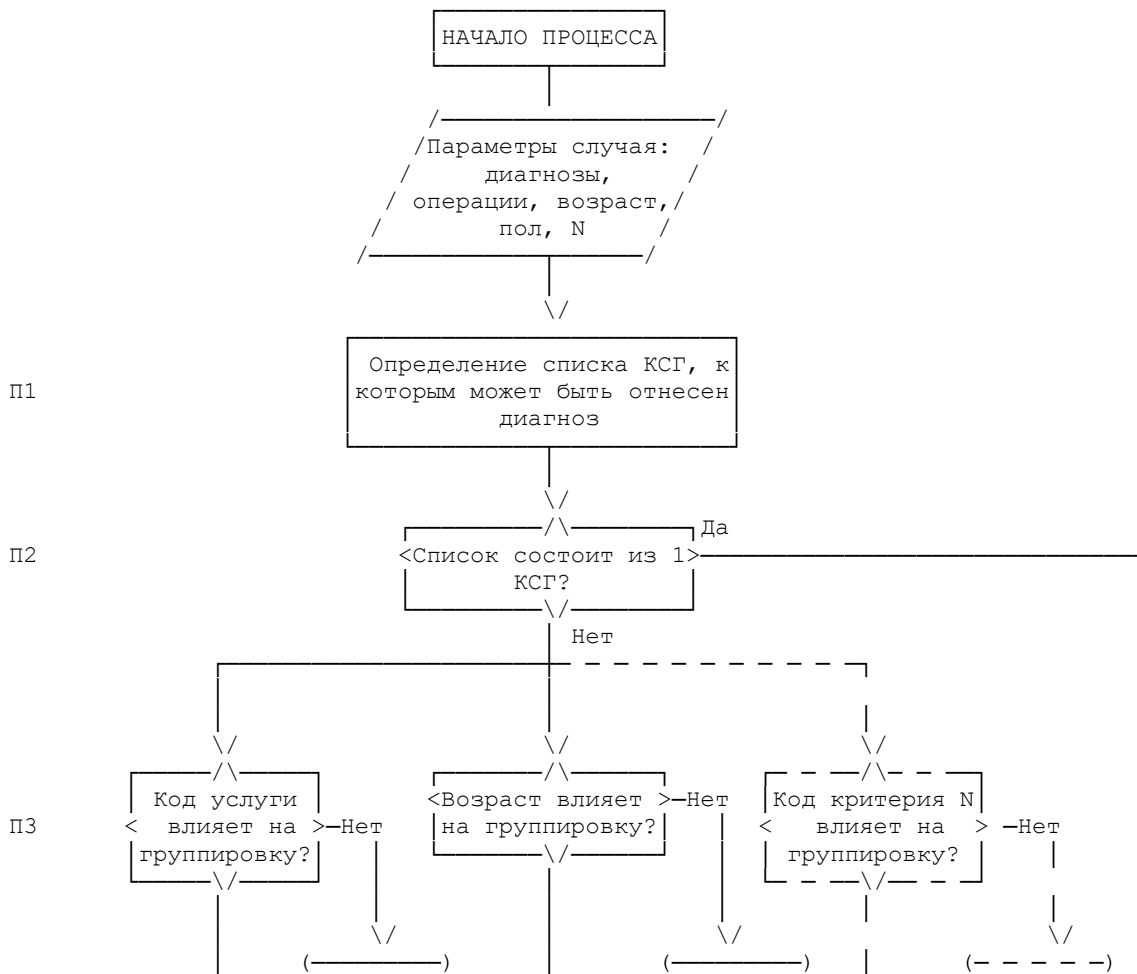 НАЧАЛО ПРОЦЕССА
Параметры случая:
диагнозы,
операции, возраст,
пол, N
П1
Определение списка КСГ, к
которым может быть отнесен
диагноз
Да
П2
Список состоит из 1
КСГ?
Нет
П3
Код услуги
влияет на
группировку?
Нет
Возраст влияет
на группировку?
Нет
Код критерия N
влияет на
группировку?
Нет